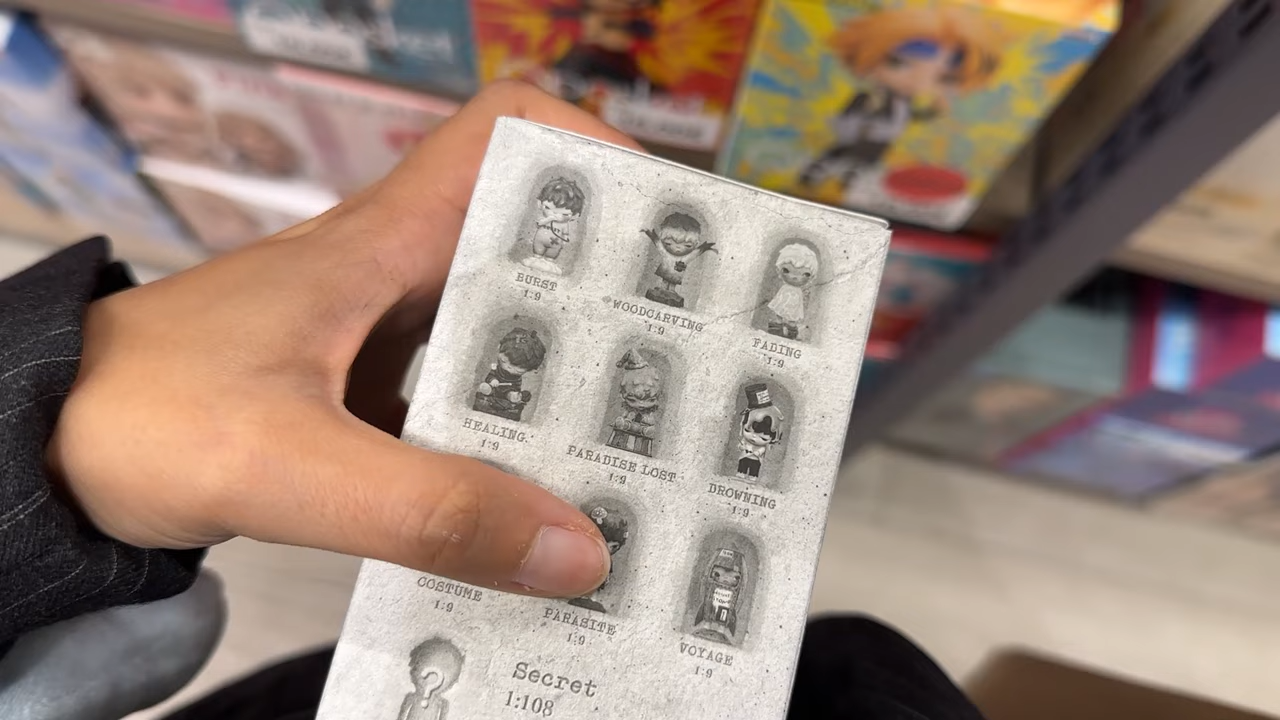 BURST
1:9
WOODCARVING
1:9
FADING
1:9
HEALING
1:9
PARADISE LOST
1:9
DROWNING
1:9
COSTUME
1:9
PARASITE
1:9
VOYAGE
1:9
Secret
1:108